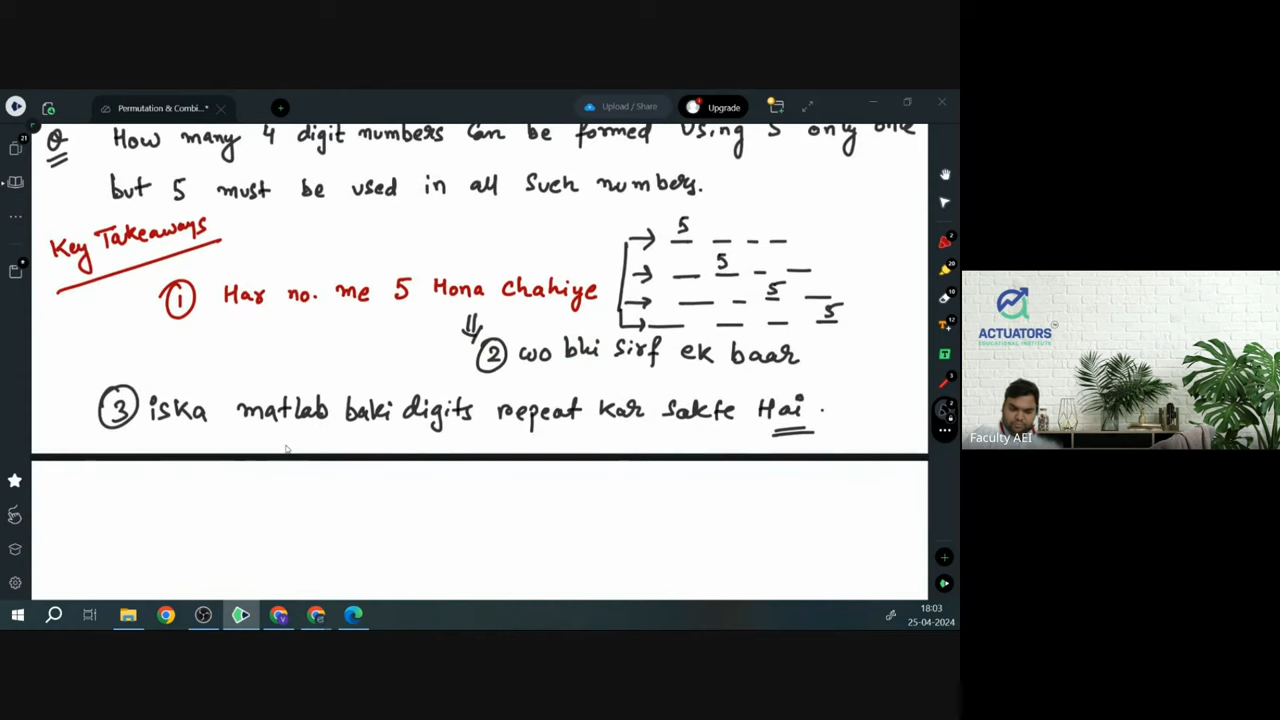 Permutation & Combi...*
Upload / Share
Upgrade
Q How many 4 digit numbers can be formed using 5 only one
but 5 must be used in all such numbers.
Key Takeaways
① Har no. me 5 Hona chahiye
5
5
5
5
② wo bhi sirf ek baar
③ iska matlab baki digits repeat kar sakte Hai.
ACTUATORS
EDUCATIONAL INSTITUTE
Faculty AEI
18:03
25-04-2024